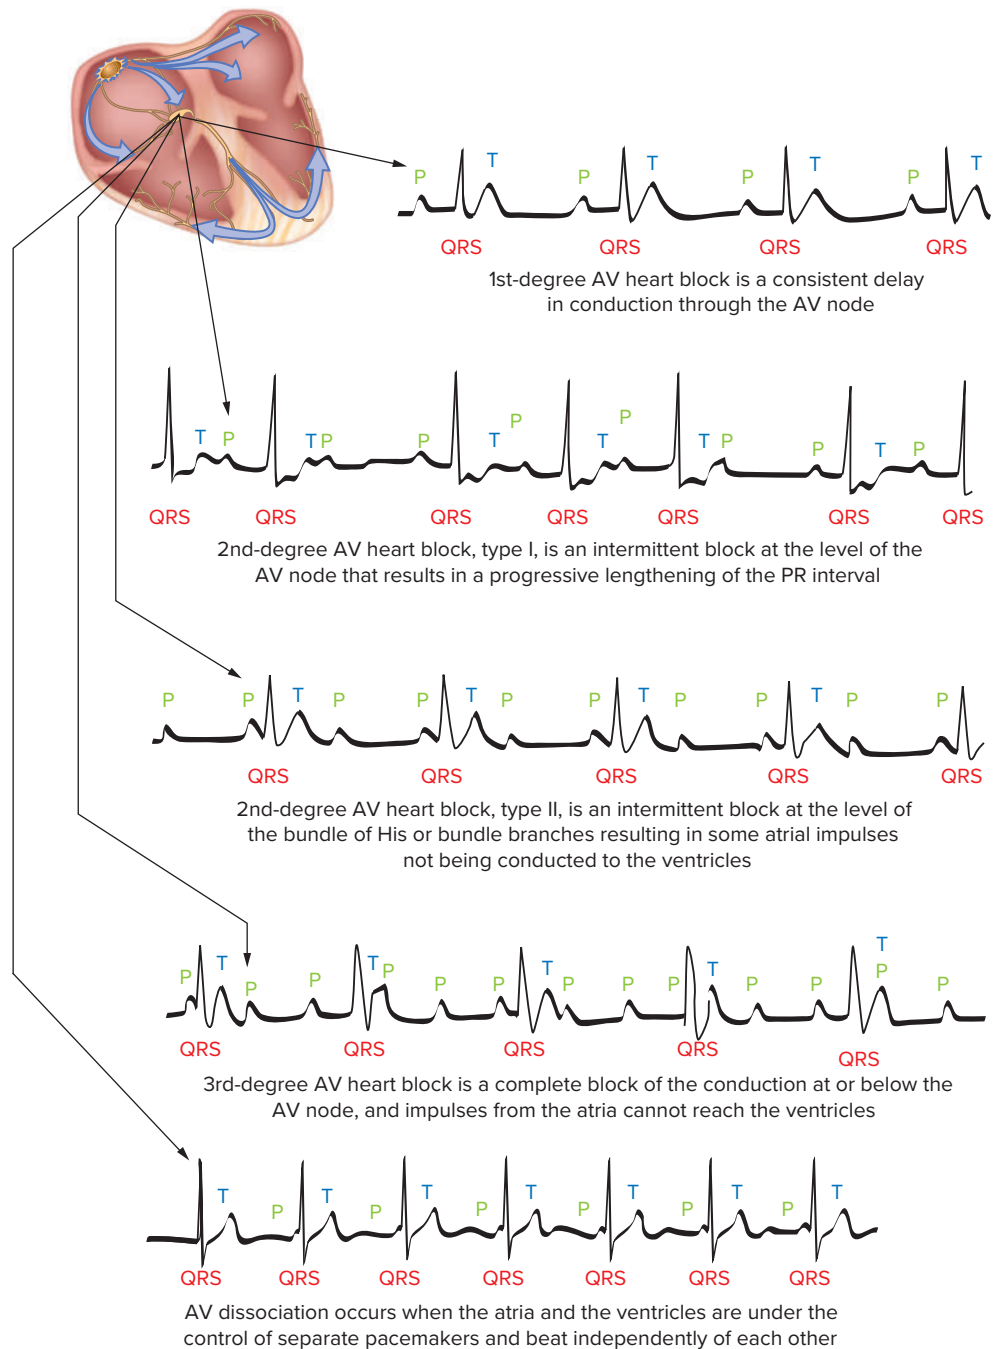 P T P T P T P T
QRS QRS QRS QRS
1st-degree AV heart block is a consistent delay
in conduction through the AV node
T P T P P T P T P T P P T P
QRS QRS QRS QRS QRS QRS QRS
2nd-degree AV heart block, type I, is an intermittent block at the level of the
AV node that results in a progressive lengthening of the PR interval
P P T P P T P P T P P T P P
QRS QRS QRS QRS QRS
2nd-degree AV heart block, type II, is an intermittent block at the level of
the bundle of His or bundle branches resulting in some atrial impulses
not being conducted to the ventricles
P T P P T P P P T P P P T P P T P P
QRS QRS QRS QRS QRS
3rd-degree AV heart block is a complete block of the conduction at or below the
AV node, and impulses from the atria cannot reach the ventricles
T P T P T P T P T P T P T
QRS QRS QRS QRS QRS QRS QRS
AV dissociation occurs when the atria and the ventricles are under the
control of separate pacemakers and beat independently of each other